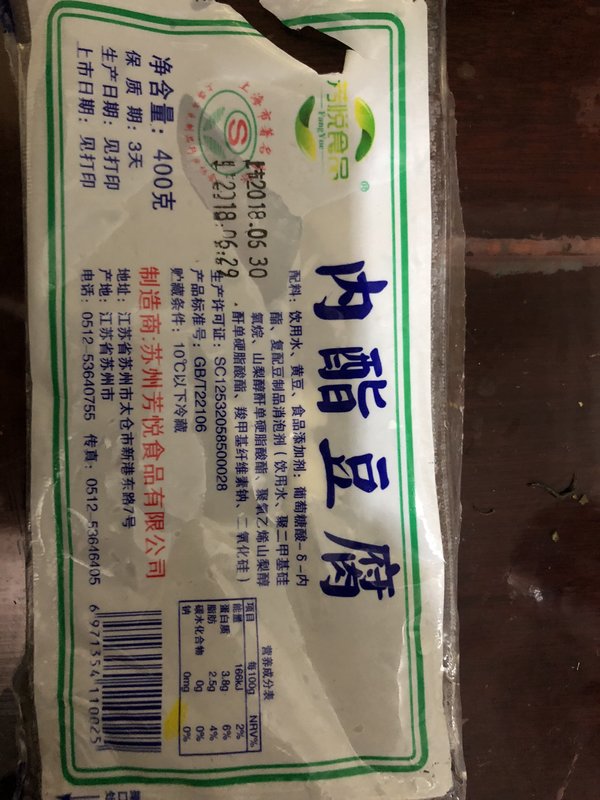 芳悦食品
FangYue
®
上海市著名
S
内酯豆腐
净含量：400克
保质期：3天
生产日期：见打印
上市日期：见打印
2018.06.30
2018.06.29
配料：饮用水、黄豆、食品添加剂：葡萄糖酸-δ-内
酯、复配豆制品消泡剂（饮用水、聚二甲基硅
氧烷、山梨醇酐单硬脂酸酯、聚氧乙烯山梨醇
酐单硬脂酸酯、羧甲基纤维素钠、二氧化硅）
生产许可证：SC12532058500028
产品标准号：GB/T22106
贮藏条件：10℃以下冷藏
制造商:苏州芳悦食品有限公司
地址：江苏省苏州市太仓市新港东路7号
产地：江苏省苏州市
电话：0512-53640755 传真：0512-53646405
营养成分表
项目 每100g NRV%
能量 166kJ 2%
蛋白质 3.8g 6%
脂肪 2.5g 4%
碳水化合物 0g 0%
钠 0mg 0%
6 971354 110025